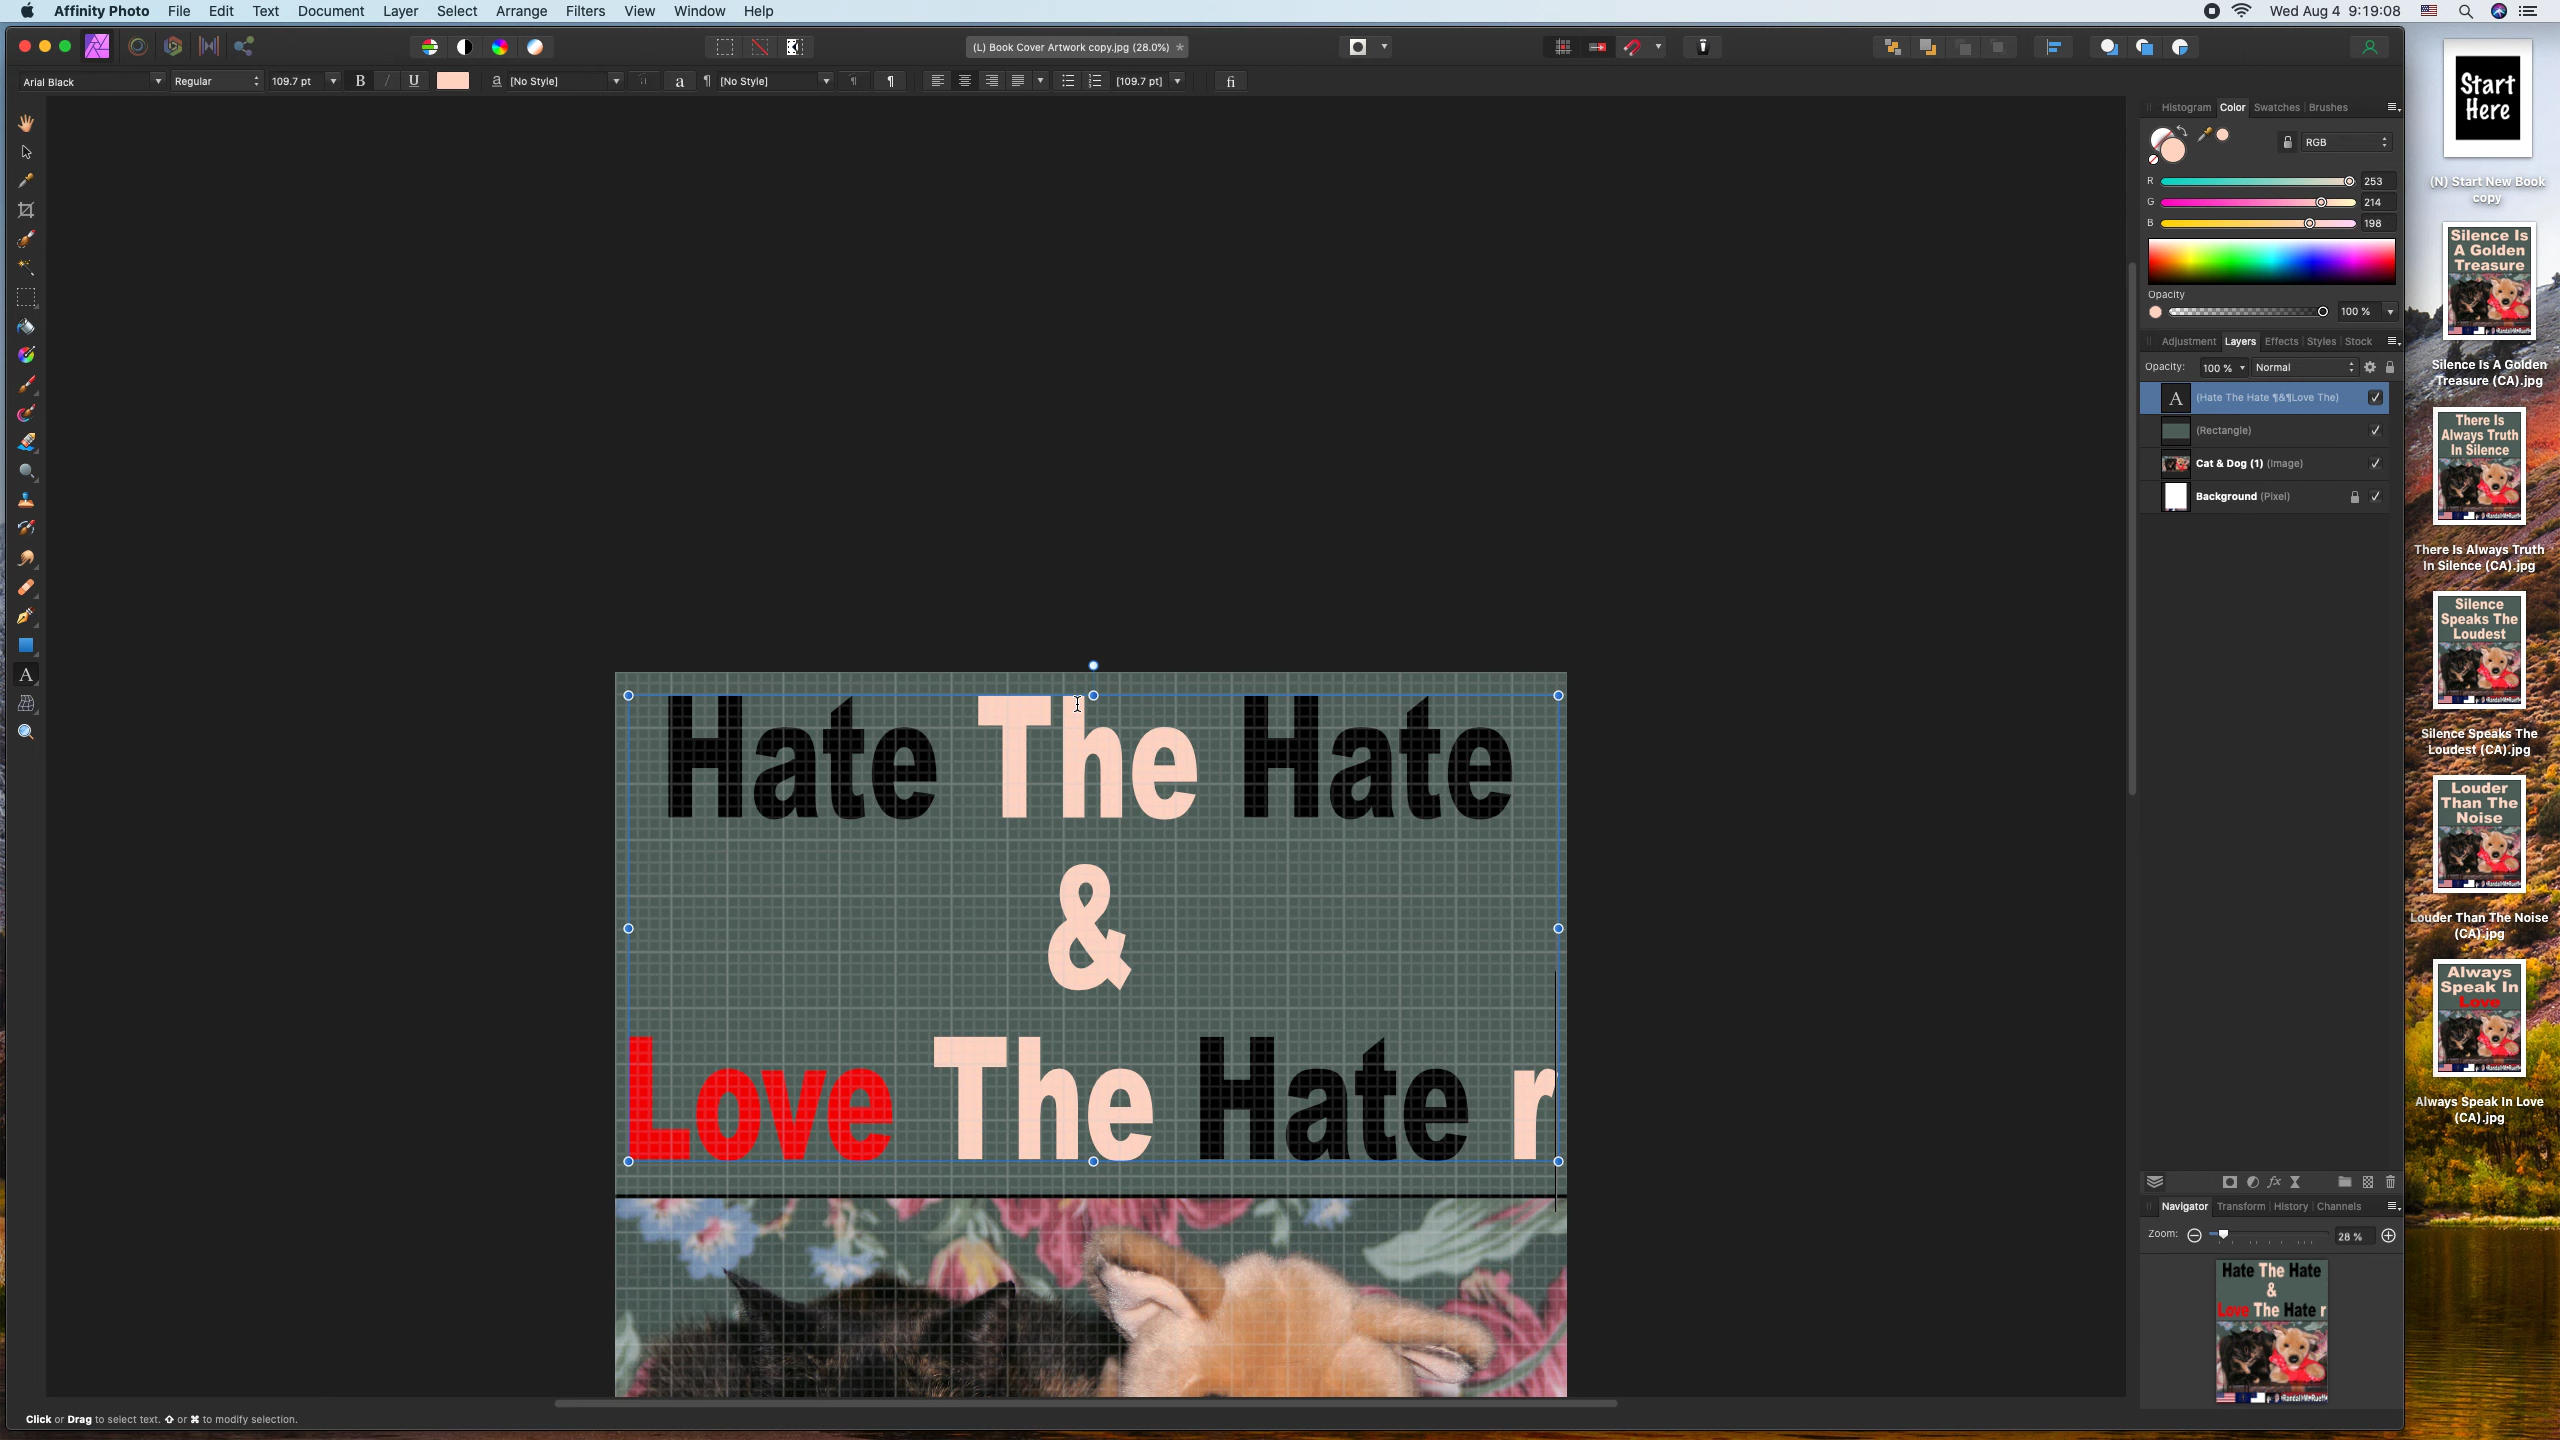 Affinity Photo File Edit Text Document Layer Select Arrange Filters View Window Help
Wed Aug 4 9:19:08
(L) Book Cover Artwork copy.jpg (28.0%)
Arial Black Regular 109.7 pt B I U a [No Style] a ¶ [No Style] ¶ [109.7 pt] fi
Histogram Color Swatches Brushes
RGB
R 253
G 214
B 198
Opacity
100 %
Adjustment Layers Effects Styles Stock
Opacity: 100 % Normal
A (Hate The Hate ¶&¶Love The)
(Rectangle)
Cat & Dog (1) (Image)
Background (Pixel)
Hate The Hate
&
Love The Hate r
Navigator Transform History Channels
Zoom: 28 %
Hate The Hate
&
Love The Hate r
Click or Drag to select text. ⇧ or ⌘ to modify selection.
Start
Here
(N) Start New Book
copy
Silence Is
A Golden
Treasure
Silence Is A Golden
Treasure (CA).jpg
There Is
Always Truth
In Silence
There Is Always Truth
In Silence (CA).jpg
Silence
Speaks The
Loudest
Silence Speaks The
Loudest (CA).jpg
Louder
Than The
Noise
Louder Than The Noise
(CA).jpg
Always
Speak In
Love
Always Speak In Love
(CA).jpg